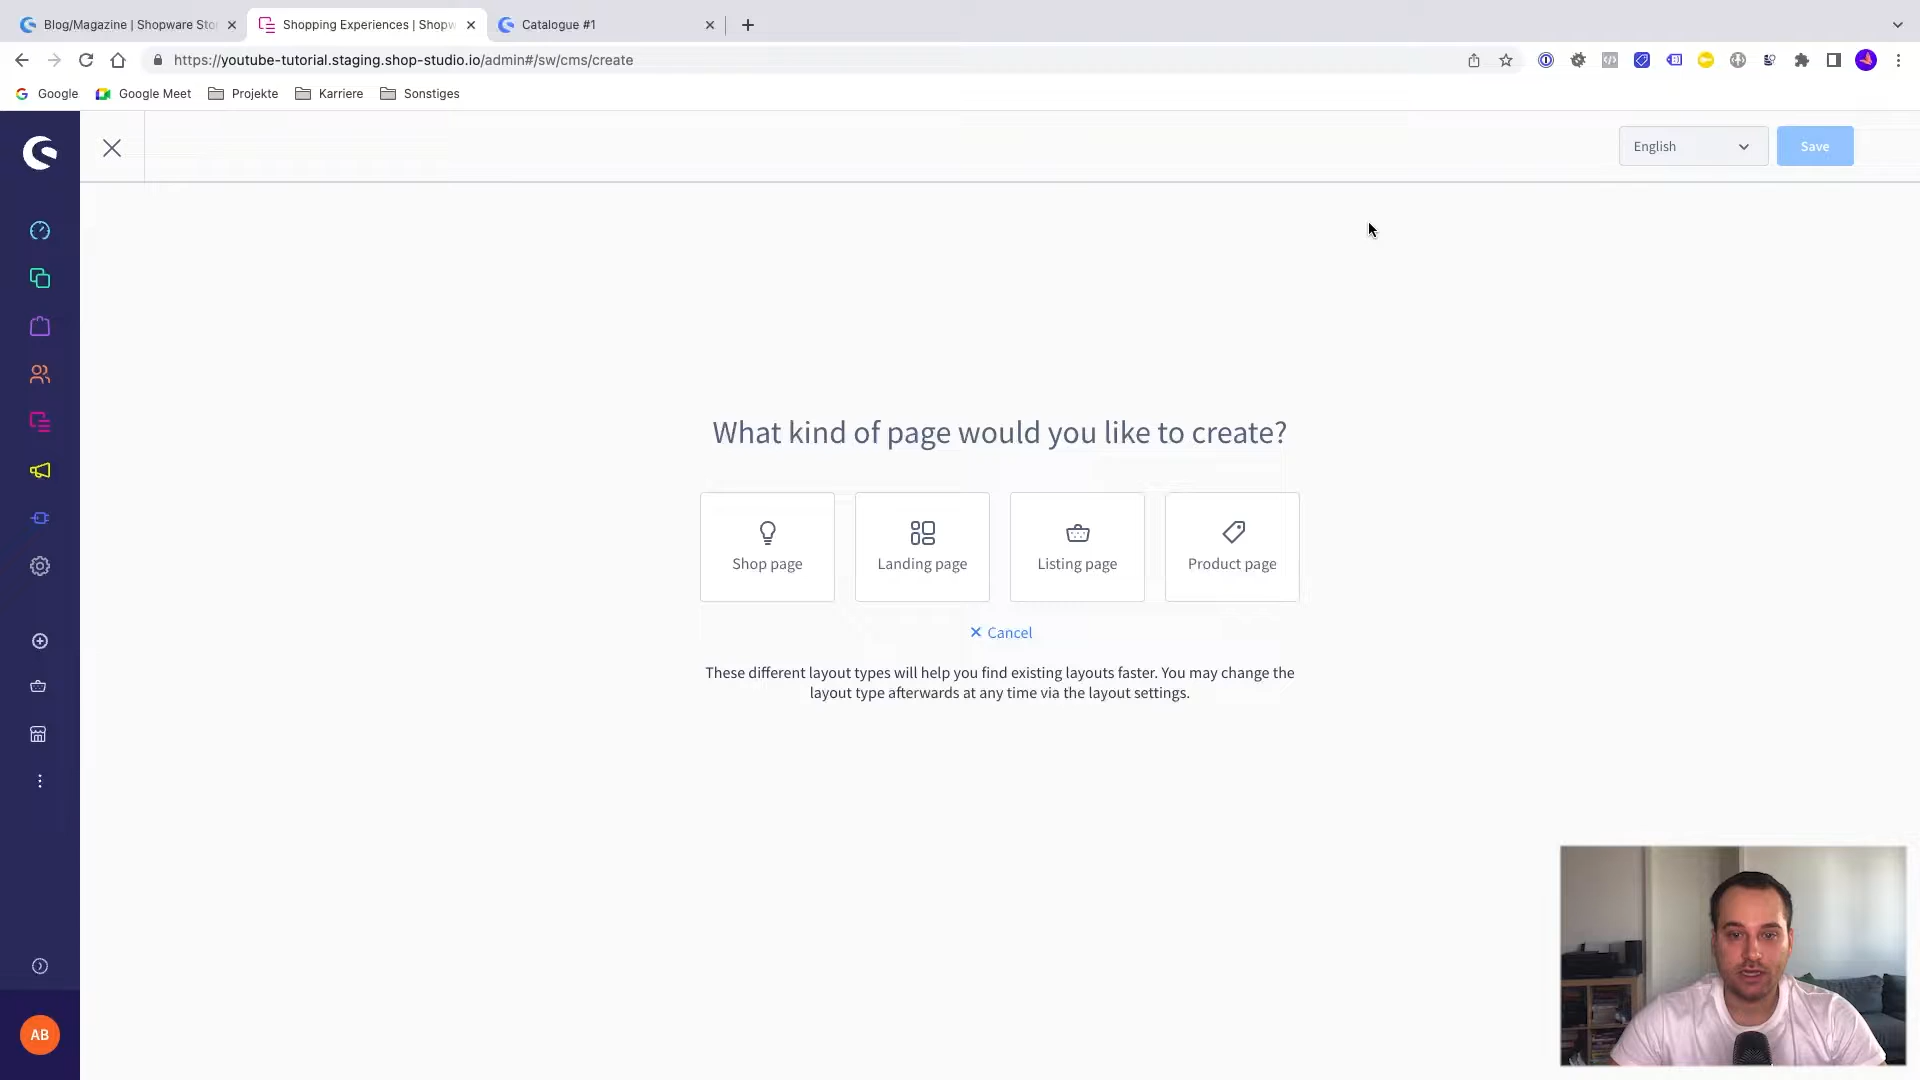 Blog/Magazine | Shopware Sto
Shopping Experiences | Shopw
Catalogue #1
https://youtube-tutorial.staging.shop-studio.io/admin#/sw/cms/create
Google
Google Meet
Projekte
Karriere
Sonstiges
English
Save
What kind of page would you like to create?
Shop page
Landing page
Listing page
Product page
Cancel
These different layout types will help you find existing layouts faster. You may change the
layout type afterwards at any time via the layout settings.
AB